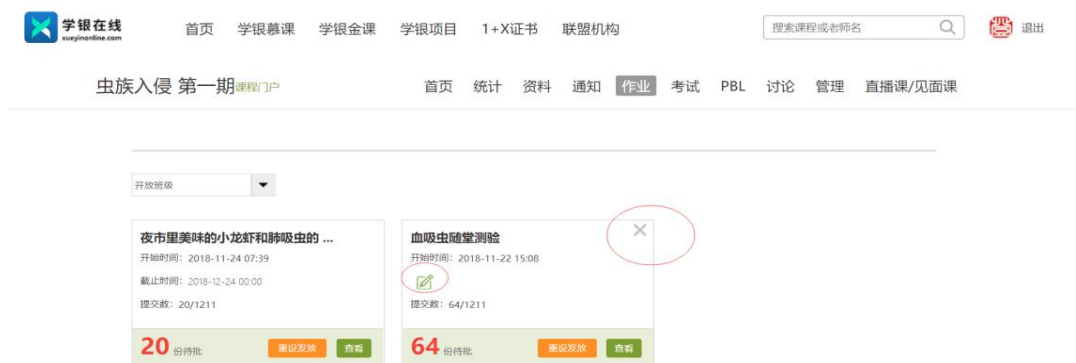 学银在线
xueyinonline.com
首页 学银慕课 学银金课 学银项目 1+X证书 联盟机构
搜索课程或老师名
退出
虫族入侵 第一期课程门户
首页 统计 资料 通知 作业 考试 PBL 讨论 管理 直播课/见面课
开放班级
夜市里美味的小龙虾和肺吸虫的 ...
开始时间：2018-11-24 07:39
截止时间：2018-12-24 00:00
提交数：20/1211
20 份待批
重设发放 查看
血吸虫随堂测验
开始时间：2018-11-22 15:08
提交数：64/1211
64 份待批
重设发放 查看